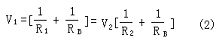 V₁=[1/R₁ + 1/R_B]= V₂[1/R₂ + 1/R_B] (2)